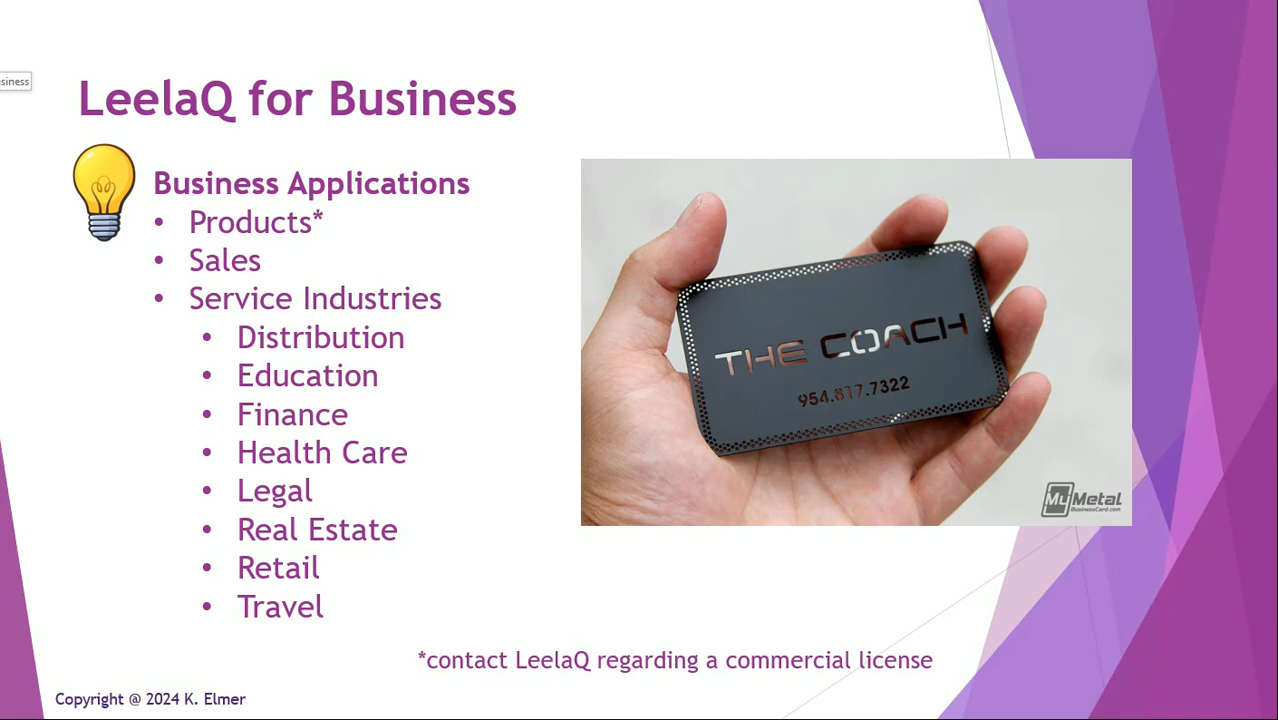 siness
LeelaQ for Business
Business Applications
• Products*
• Sales
• Service Industries
• Distribution
• Education
• Finance
• Health Care
• Legal
• Real Estate
• Retail
• Travel
THE COACH
954.817.7322
MyMetal
BusinessCard.com
*contact LeelaQ regarding a commercial license
Copyright @ 2024 K. Elmer